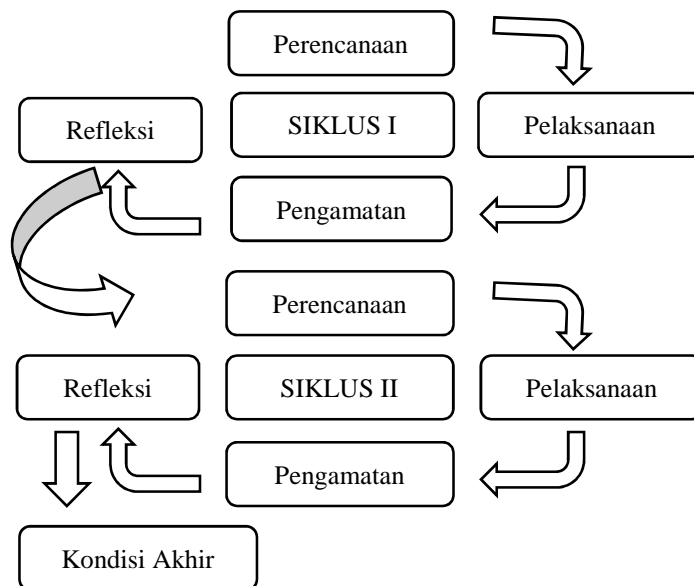 Perencanaan
Refleksi
SIKLUS I
Pelaksanaan
Pengamatan
Perencanaan
Refleksi
SIKLUS II
Pelaksanaan
Pengamatan
Kondisi Akhir